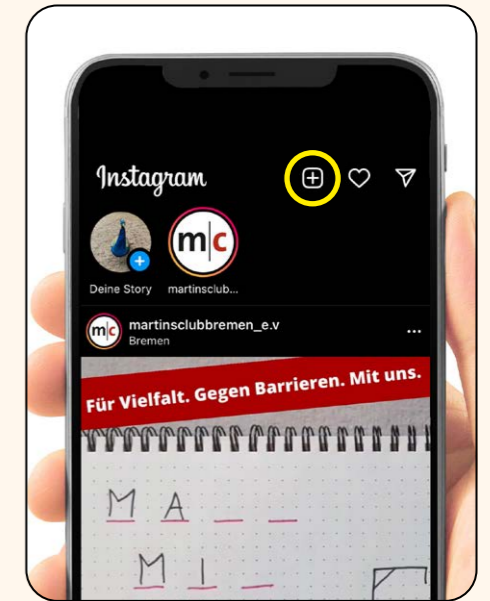 Instagram
m|c
Deine Story
martinsclub...
m|c
martinsclubbremen_e.v
Bremen
Für Vielfalt. Gegen Barrieren. Mit uns.
M A _ _
M I _